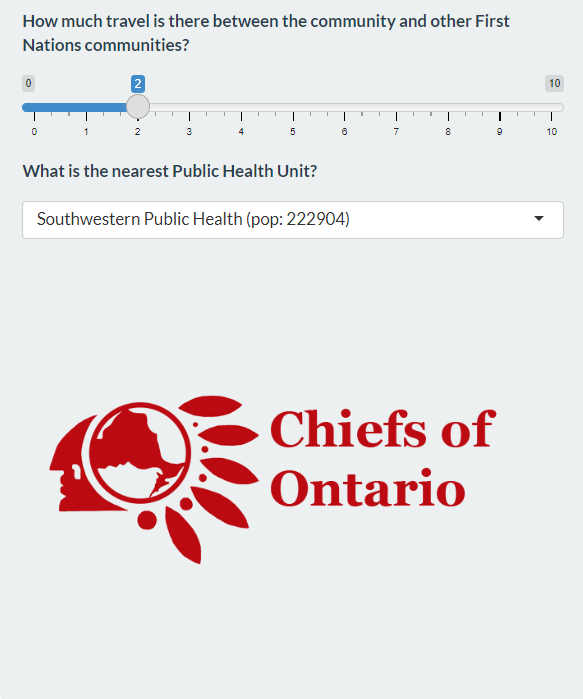 How much travel is there between the community and other First
Nations communities?
0 2 10
0 1 2 3 4 5 6 7 8 9 10
What is the nearest Public Health Unit?
Southwestern Public Health (pop: 222904)
Chiefs of
Ontario